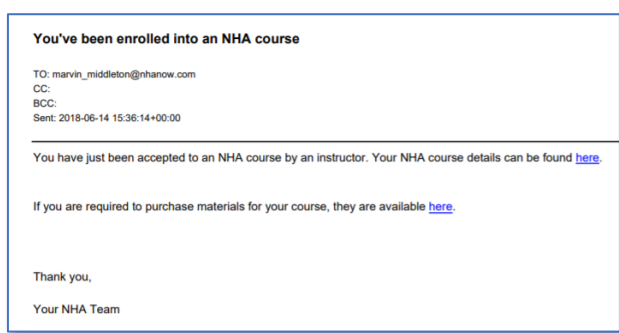 You've been enrolled into an NHA course
TO: marvin_middleton@nhanow.com
CC:
BCC:
Sent: 2018-06-14 15:36:14+00:00
You have just been accepted to an NHA course by an instructor. Your NHA course details can be found here.
If you are required to purchase materials for your course, they are available here.
Thank you,
Your NHA Team